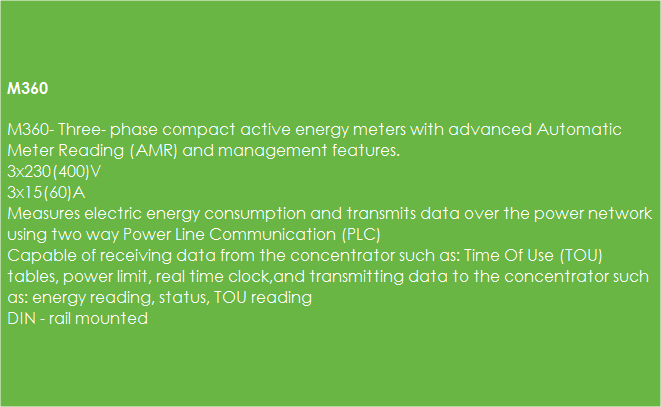 M360
M360- Three- phase compact active energy meters with advanced Automatic
Meter Reading (AMR) and management features.
3x230(400)V
3x15(60)A
Measures electric energy consumption and transmits data over the power network
using two way Power Line Communication (PLC)
Capable of receiving data from the concentrator such as: Time Of Use (TOU)
tables, power limit, real time clock,and transmitting data to the concentrator such
as: energy reading, status, TOU reading
DIN - rail mounted